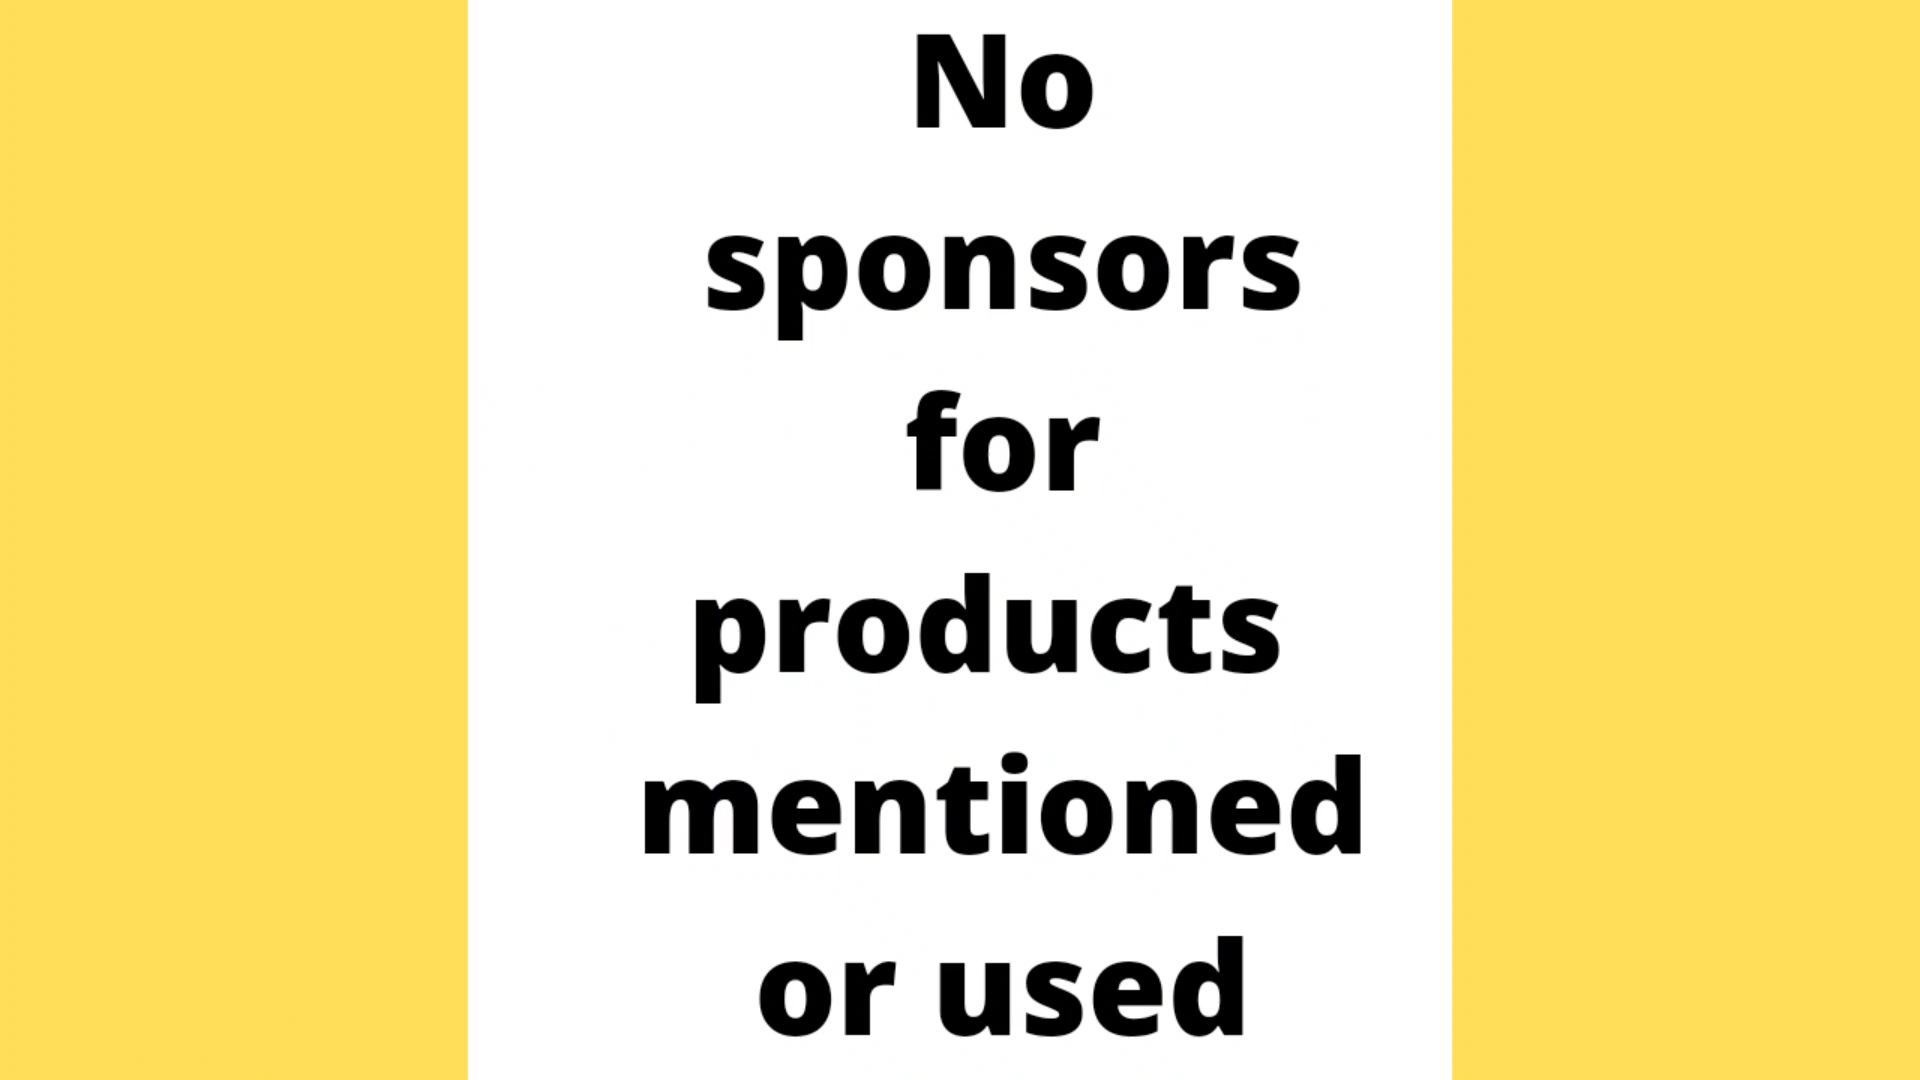 No
sponsors
for
products
mentioned
or used